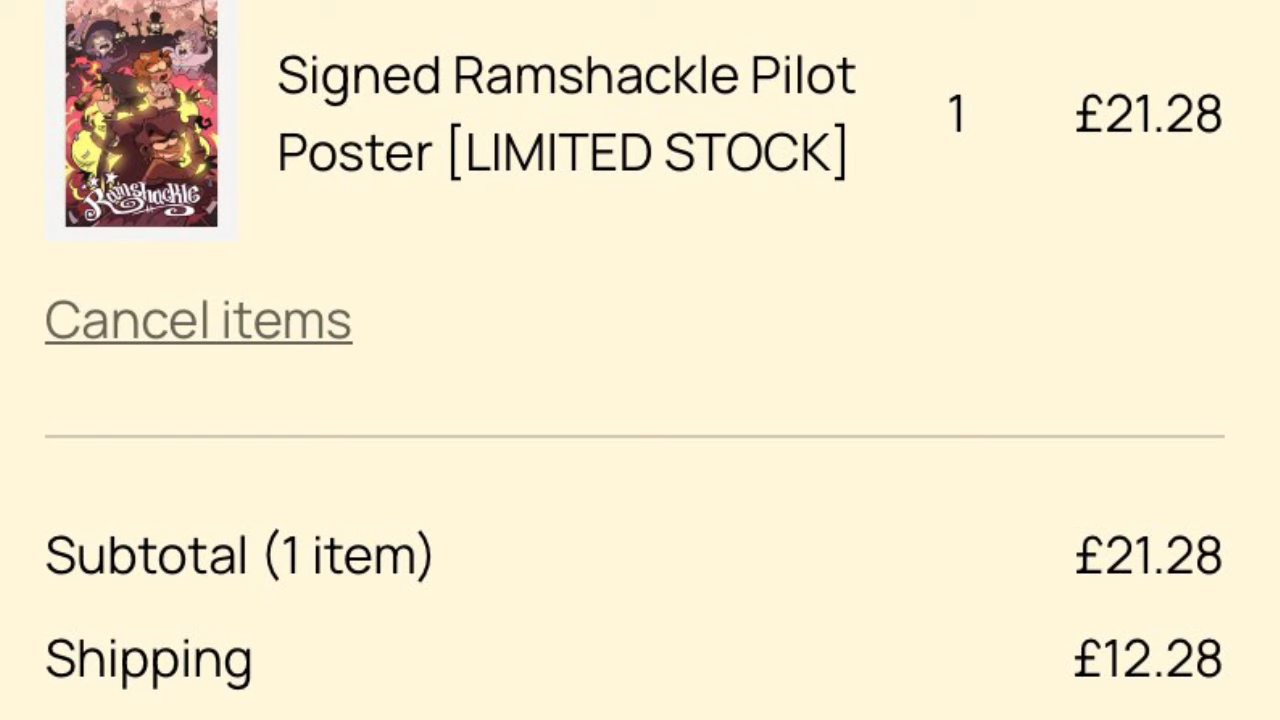 Ramshackle
Signed Ramshackle Pilot
Poster [LIMITED STOCK]
1
£21.28
Cancel items
Subtotal (1 item)
£21.28
Shipping
£12.28